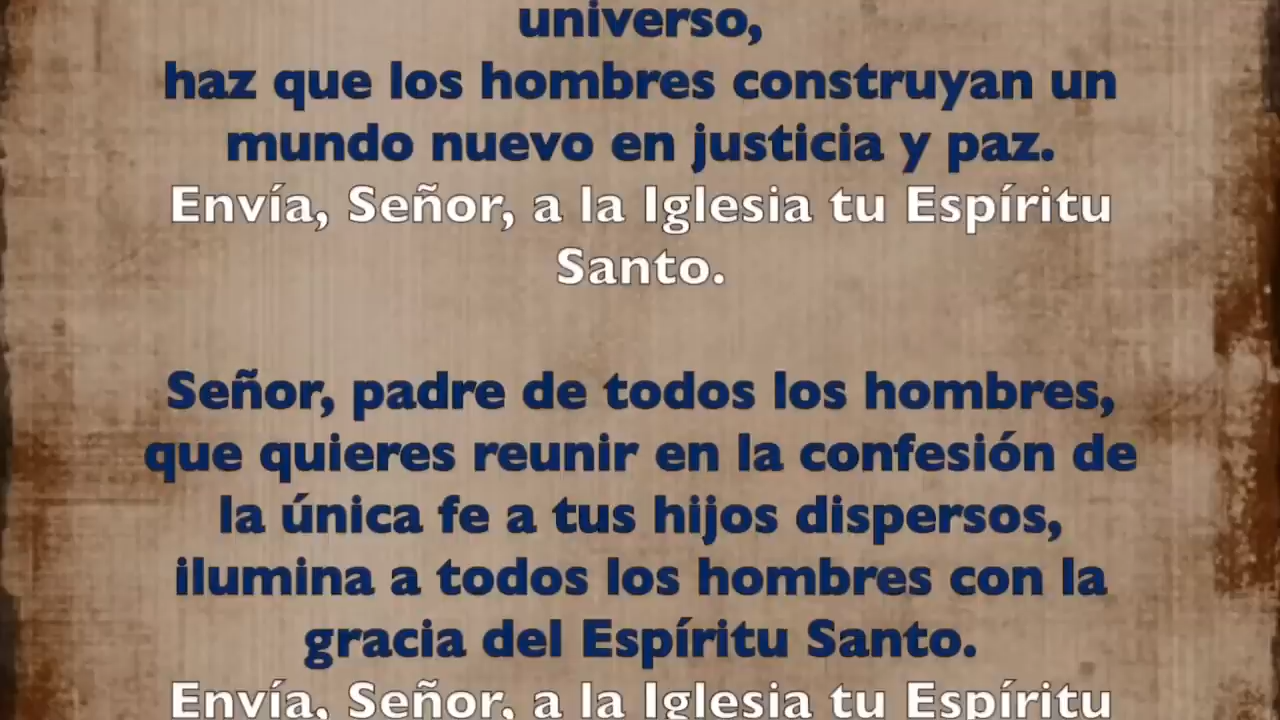 universo,
haz que los hombres construyan un
mundo nuevo en justicia y paz.
Envía, Señor, a la Iglesia tu Espíritu
Santo.
Señor, padre de todos los hombres,
que quieres reunir en la confesión de
la única fe a tus hijos dispersos,
ilumina a todos los hombres con la
gracia del Espíritu Santo.
Envía, Señor, a la Iglesia tu Espíritu